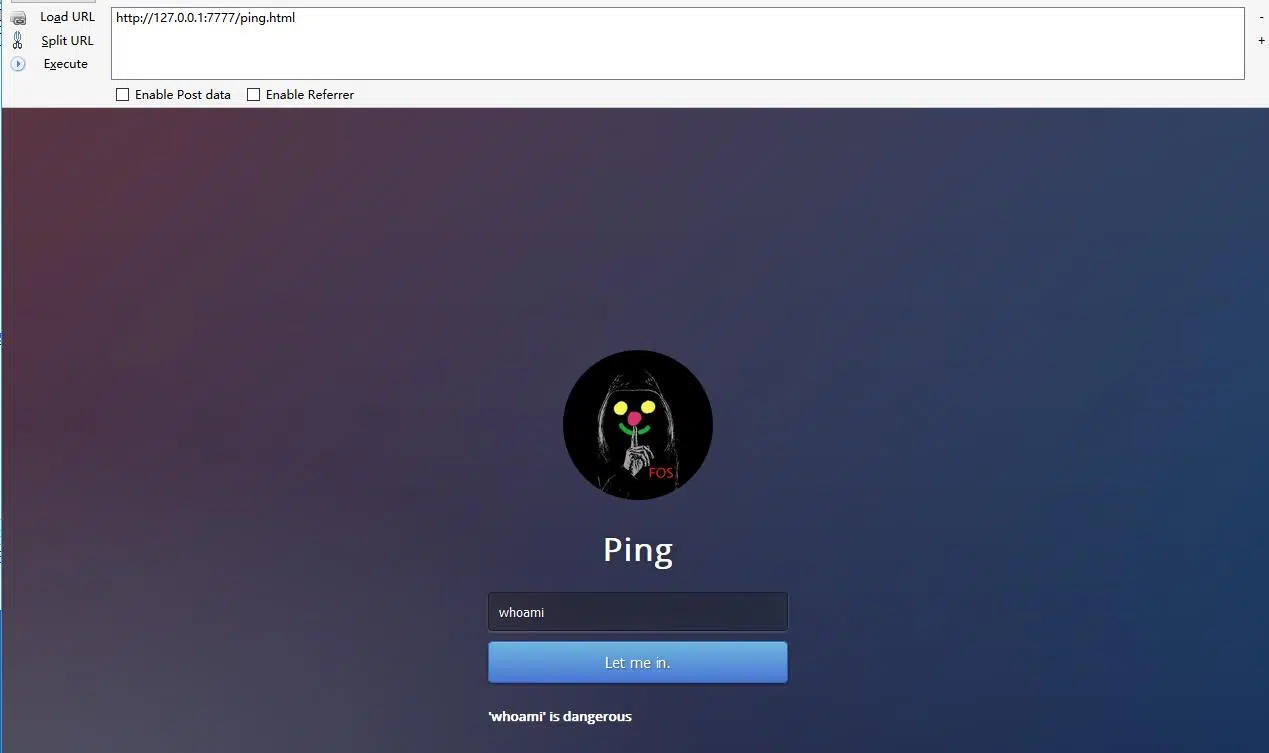 Load URL
http://127.0.0.1:7777/ping.html
-
Split URL
+
Execute
Enable Post data
Enable Referrer
FOS
Ping
whoami
Let me in.
'whoami' is dangerous